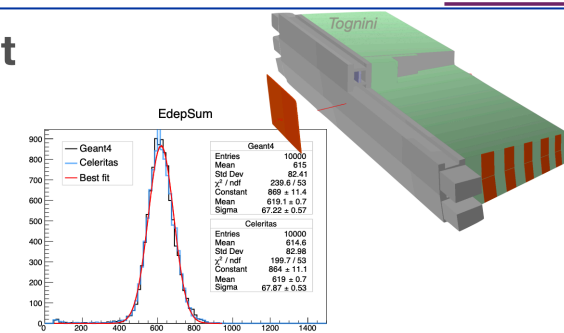 t
Tognini
EdepSum
Geant4
Celeritas
Best fit
Geant4
Entries 10000
Mean 615
Std Dev 82.41
χ² / ndf 239.6 / 53
Constant 869 ± 11.4
Mean 619.1 ± 0.7
Sigma 67.22 ± 0.57
Celeritas
Entries 10000
Mean 614.6
Std Dev 82.98
χ² / ndf 199.7 / 53
Constant 864 ± 11.1
Mean 619 ± 0.7
Sigma 67.87 ± 0.53
900
800
700
600
500
400
300
200
100
0 200 400 600 800 1000 1200 1400